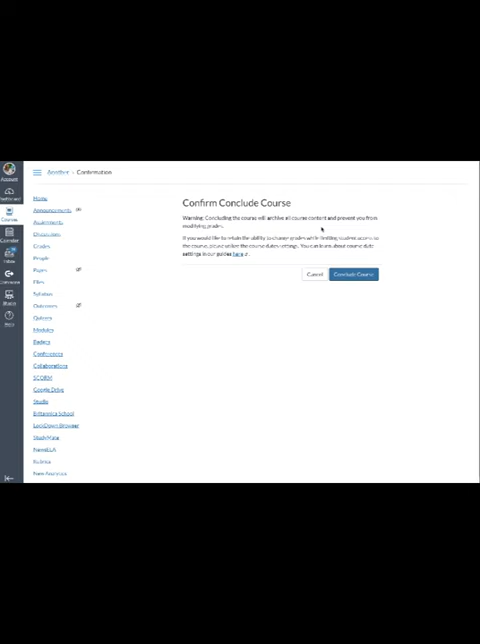 Another › Confirmation
Account
Dashboard
Courses
Calendar
Inbox
Commons
Studio
Help
Home
Announcements
Assignments
Discussions
Grades
People
Pages
Files
Syllabus
Outcomes
Quizzes
Modules
Badges
Conferences
Collaborations
SCORM
Google Drive
Studio
Britannica School
LockDown Browser
StudyMate
NewsELA
Rubrics
New Analytics
Confirm Conclude Course
Warning: Concluding the course will archive all course content and prevent you from
modifying grades.
If you would like to retain the ability to change grades while limiting student access to
the course, please utilize the course dates settings. You can learn about course date
settings in our guides here
Cancel
Conclude Course